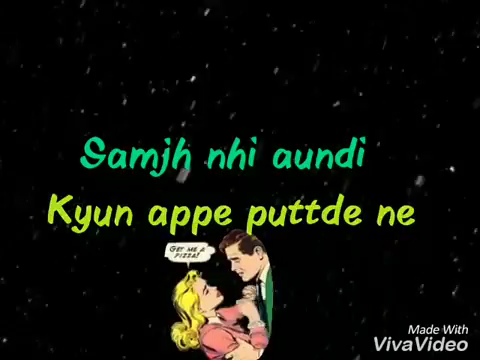 Samjh nhi aundi
Kyun appe puttde ne
GET ME A
PIZZA!
Made With
VivaVideo